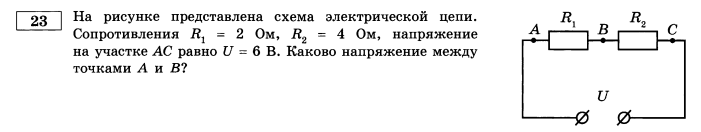 23
На рисунке представлена схема электрической цепи.
Сопротивления R₁ = 2 Ом, R₂ = 4 Ом, напряжение
на участке AC равно U = 6 В. Каково напряжение между
точками A и B?
R₁ R₂
A B C
U